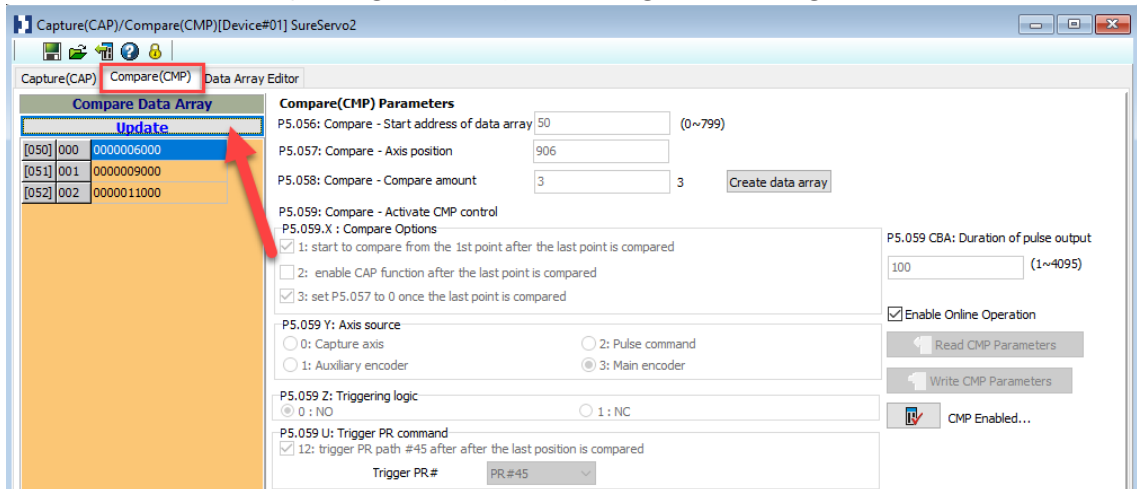 Capture(CAP)/Compare(CMP)[Device#01] SureServo2
Capture(CAP) Compare(CMP) Data Array Editor
Compare Data Array
Update
[050] 000 0000006000
[051] 001 0000009000
[052] 002 0000011000
Compare(CMP) Parameters
P5.056: Compare - Start address of data array 50 (0~799)
P5.057: Compare - Axis position 906
P5.058: Compare - Compare amount 3 3 Create data array
P5.059: Compare - Activate CMP control
P5.059.X : Compare Options
1: start to compare from the 1st point after the last point is compared
2: enable CAP function after the last point is compared
3: set P5.057 to 0 once the last point is compared
P5.059 Y: Axis source
0: Capture axis 2: Pulse command
1: Auxiliary encoder 3: Main encoder
P5.059 Z: Triggering logic
0 : NO 1 : NC
P5.059 U: Trigger PR command
12: trigger PR path #45 after after the last position is compared
Trigger PR# PR#45
P5.059 CBA: Duration of pulse output
100 (1~4095)
Enable Online Operation
Read CMP Parameters
Write CMP Parameters
CMP Enabled...